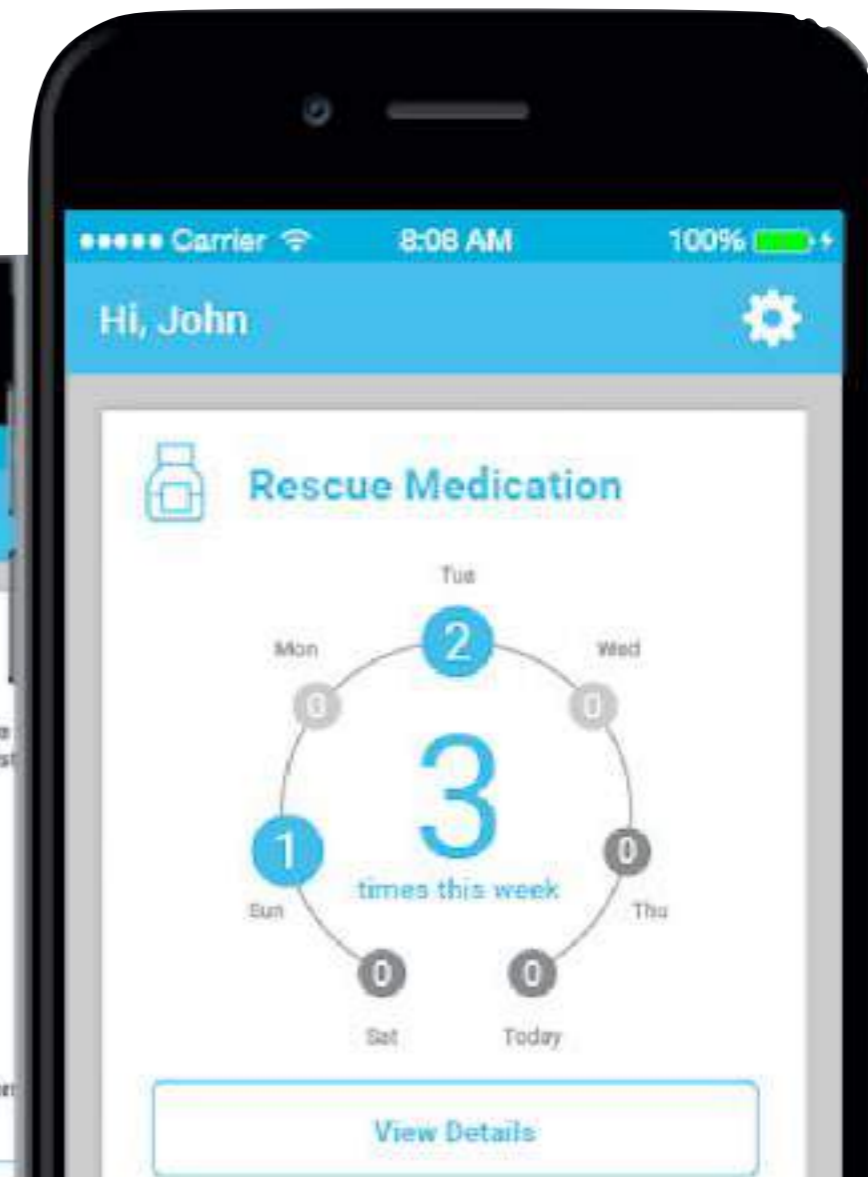 Carrier 8:08 AM 100%
Hi, John
Rescue Medication
Tue
Mon 2 Wed
0 0
3
1 0
times this week
Sun Thu
0 0
Sat Today
View Details